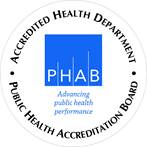 ACCREDITED HEALTH DEPARTMENT
PHAB
Advancing
public health
performance
PUBLIC HEALTH ACCREDITATION BOARD